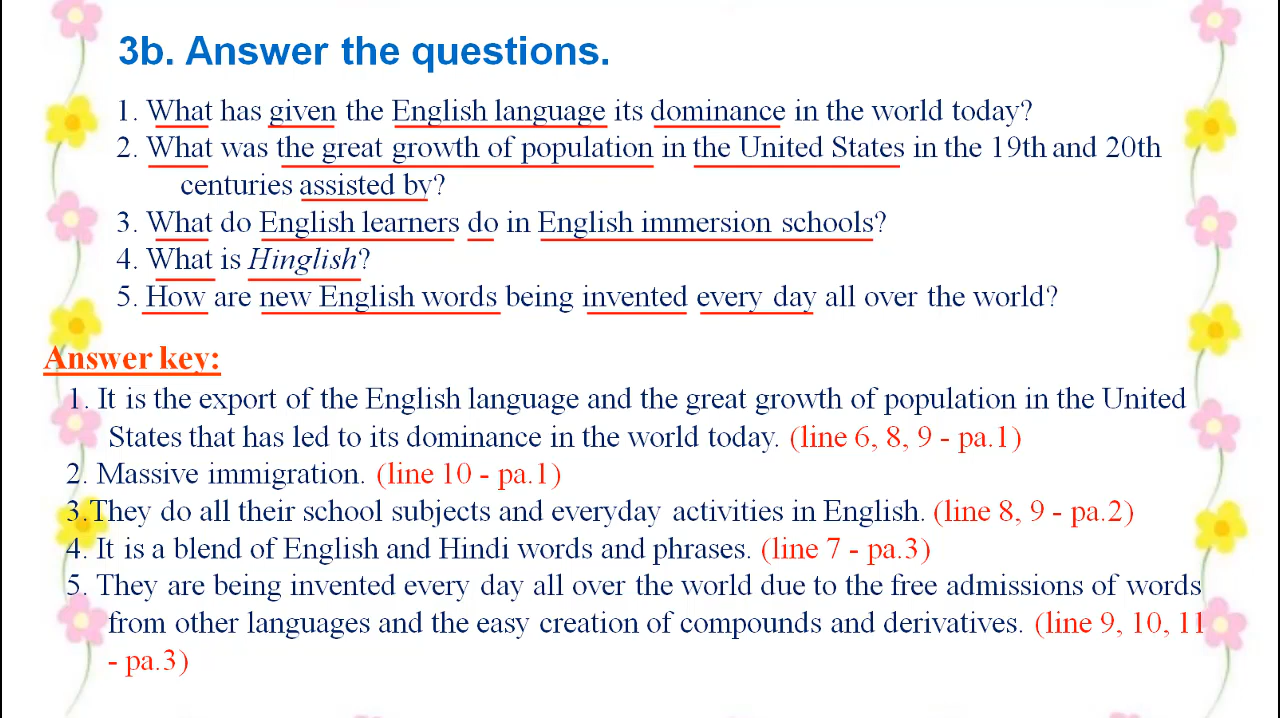 3b. Answer the questions.
1. What has given the English language its dominance in the world today?
2. What was the great growth of population in the United States in the 19th and 20th
centuries assisted by?
3. What do English learners do in English immersion schools?
4. What is Hinglish?
5. How are new English words being invented every day all over the world?
Answer key:
1. It is the export of the English language and the great growth of population in the United
States that has led to its dominance in the world today. (line 6, 8, 9 - pa.1)
2. Massive immigration. (line 10 - pa.1)
3.They do all their school subjects and everyday activities in English. (line 8, 9 - pa.2)
4. It is a blend of English and Hindi words and phrases. (line 7 - pa.3)
5. They are being invented every day all over the world due to the free admissions of words
from other languages and the easy creation of compounds and derivatives. (line 9, 10, 11
- pa.3)